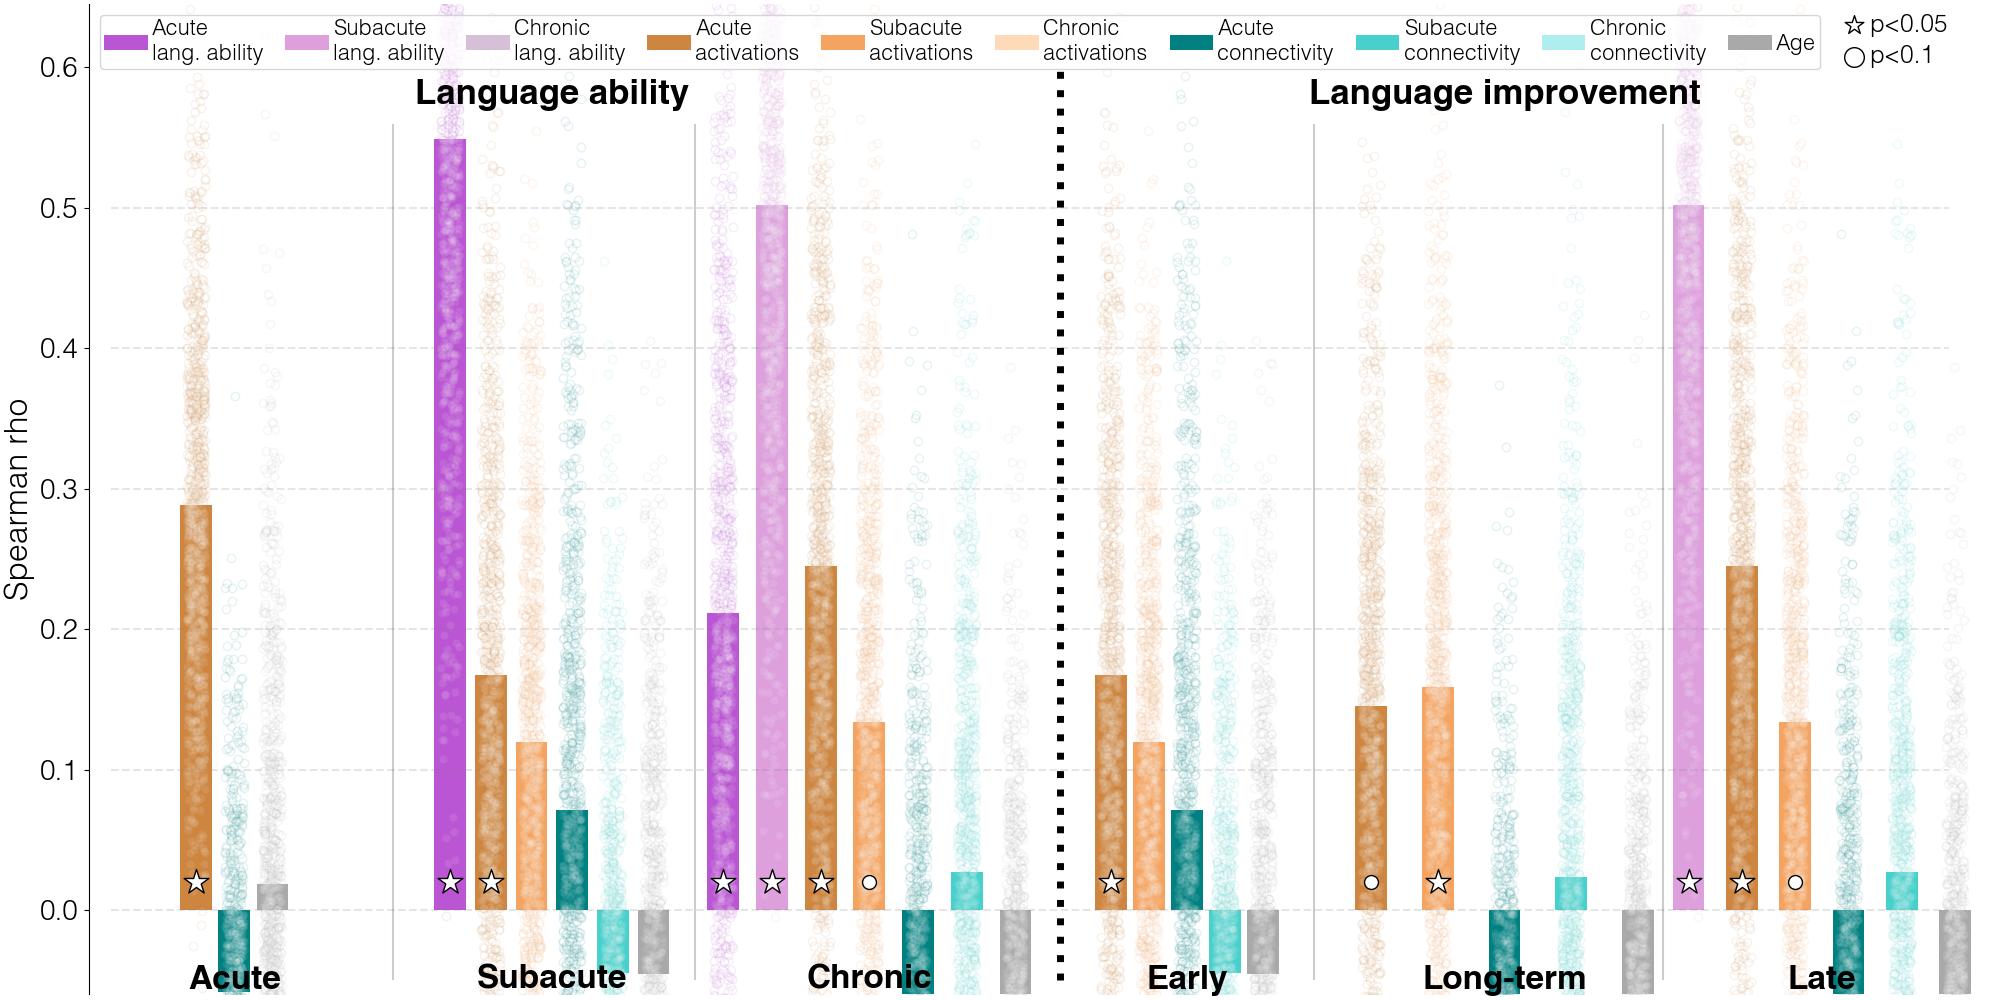 Acute
lang. ability
Subacute
lang. ability
Chronic
lang. ability
Acute
activations
Subacute
activations
Chronic
activations
Acute
connectivity
Subacute
connectivity
Chronic
connectivity
Age
p<0.05
p<0.1
Language ability
Language improvement
Spearman rho
0.6
0.5
0.4
0.3
0.2
0.1
0.0
Acute
Subacute
Chronic
Early
Long-term
Late